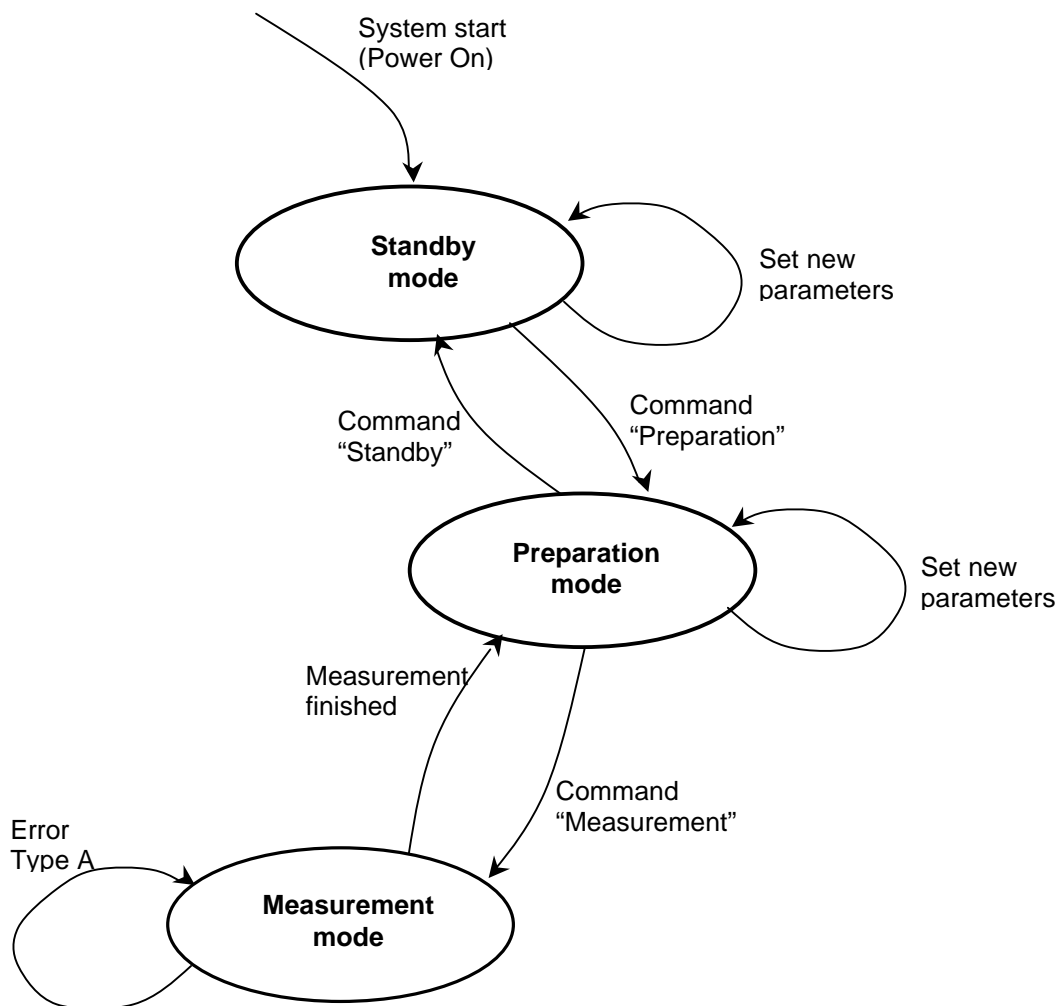 System start
(Power On)
Standby
mode
Set new
parameters
Command
“Standby”
Command
“Preparation”
Preparation
mode
Set new
parameters
Measurement
finished
Command
“Measurement”
Error
Type A
Measurement
mode